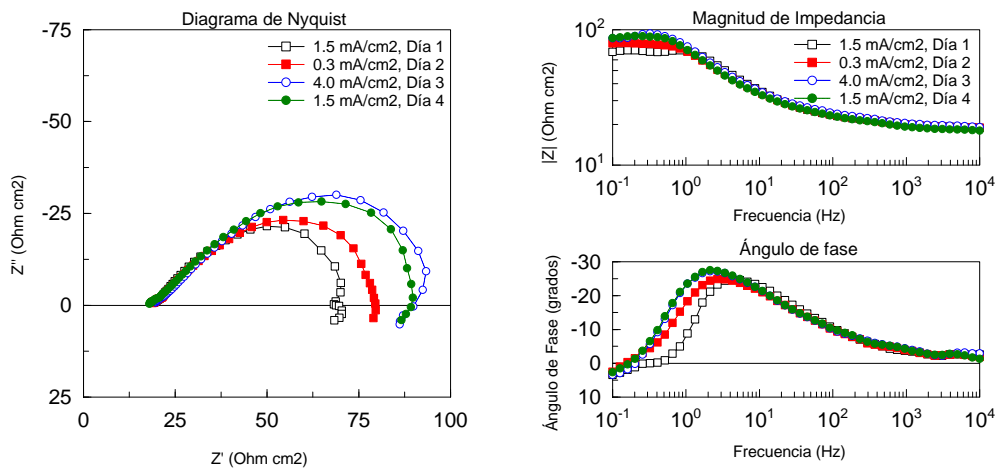 Diagrama de Nyquist
-75
-50
-25
0
25
Z'' (Ohm cm2)
1.5 mA/cm2, Día 1
0.3 mA/cm2, Día 2
4.0 mA/cm2, Día 3
1.5 mA/cm2, Día 4
0 25 50 75 100
Z' (Ohm cm2)
Magnitud de Impedancia
10^2
10^1
|Z| (Ohm cm2)
1.5 mA/cm2, Día 1
0.3 mA/cm2, Día 2
4.0 mA/cm2, Día 3
1.5 mA/cm2, Día 4
10^-1 10^0 10^1 10^2 10^3 10^4
Frecuencia (Hz)
Ángulo de fase
-30
-20
-10
0
10
Ángulo de Fase (grados)
10^-1 10^0 10^1 10^2 10^3 10^4
Frecuencia (Hz)